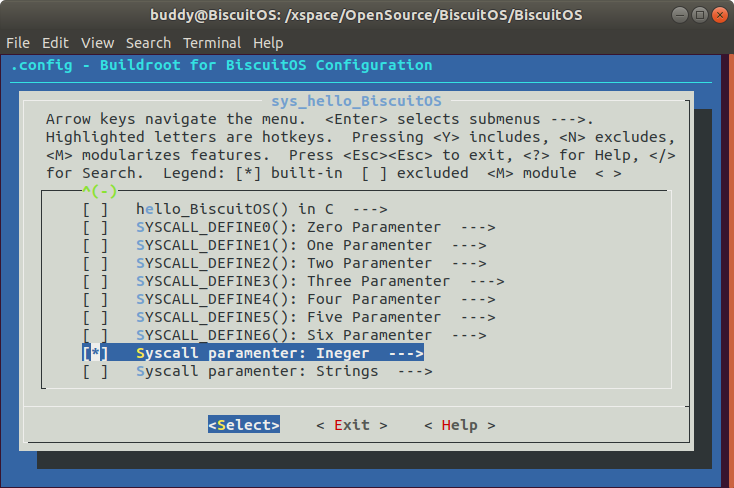 buddy@BiscuitOS: /xspace/OpenSource/BiscuitOS/BiscuitOS
File Edit View Search Terminal Help
.config - Buildroot for BiscuitOS Configuration
sys_hello_BiscuitOS
Arrow keys navigate the menu.  <Enter> selects submenus --->.
Highlighted letters are hotkeys.  Pressing <Y> includes, <N> excludes,
<M> modularizes features.  Press <Esc><Esc> to exit, <?> for Help, </>
for Search.  Legend: [*] built-in  [ ] excluded  <M> module  < >
^(-)
[ ]   hello_BiscuitOS() in C  --->
[ ]   SYSCALL_DEFINE0(): Zero Paramenter  --->
[ ]   SYSCALL_DEFINE1(): One Paramenter  --->
[ ]   SYSCALL_DEFINE2(): Two Paramenter  --->
[ ]   SYSCALL_DEFINE3(): Three Paramenter  --->
[ ]   SYSCALL_DEFINE4(): Four Paramenter  --->
[ ]   SYSCALL_DEFINE5(): Five Paramenter  --->
[ ]   SYSCALL_DEFINE6(): Six Paramenter  --->
[*]   Syscall paramenter: Ineger  --->
[ ]   Syscall paramenter: Strings  --->
<Select>    < Exit >    < Help >